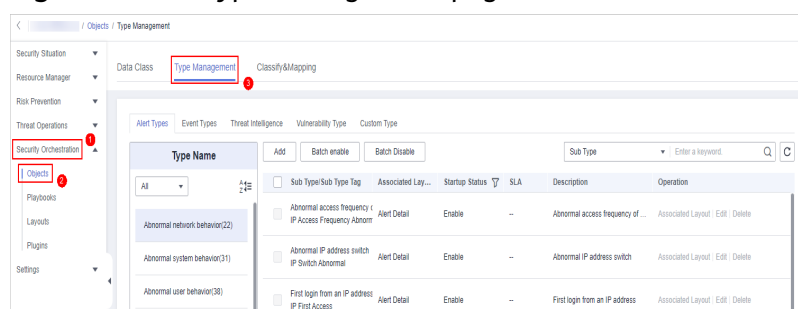 / Objects / Type Management
Security Situation
Resource Manager
Risk Prevention
Threat Operations
Security Orchestration
1
Objects
2
Playbooks
Layouts
Plugins
Settings
Data Class Type Management Classify&Mapping
3
Alert Types Event Types Threat Intelligence Vulnerability Type Custom Type
Type Name
All
Abnormal network behavior(22)
Abnormal system behavior(31)
Abnormal user behavior(38)
Add Batch enable Batch Disable Sub Type Enter a keyword.
Sub Type/Sub Type Tag Associated Lay... Startup Status SLA Description Operation
Abnormal access frequency
IP Access Frequency Abnorm
Alert Detail Enable -- Abnormal access frequency of ... Associated Layout | Edit | Delete
Abnormal IP address switch
IP Switch Abnormal
Alert Detail Enable -- Abnormal IP address switch Associated Layout | Edit | Delete
First login from an IP address
IP First Access
Alert Detail Enable -- First login from an IP address Associated Layout | Edit | Delete